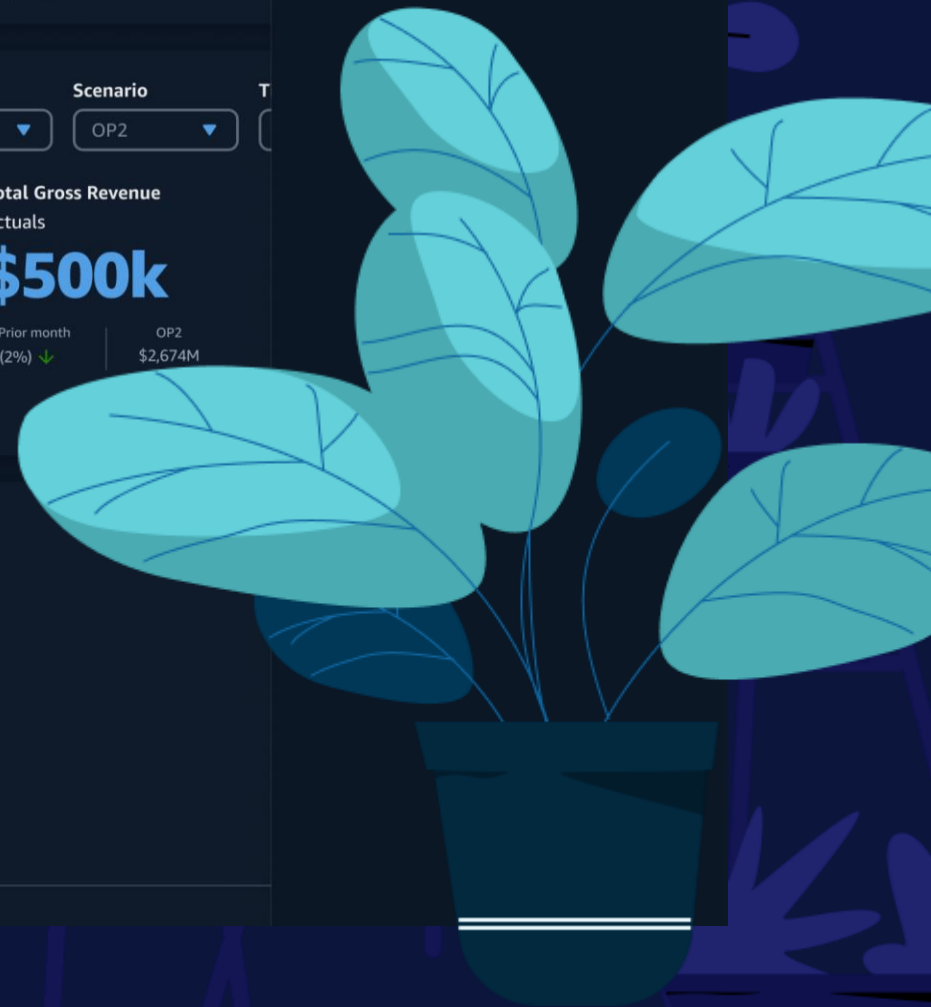 Scenario T
OP2
otal Gross Revenue
ctuals
$500k
Prior month OP2
(2%) $2,674M